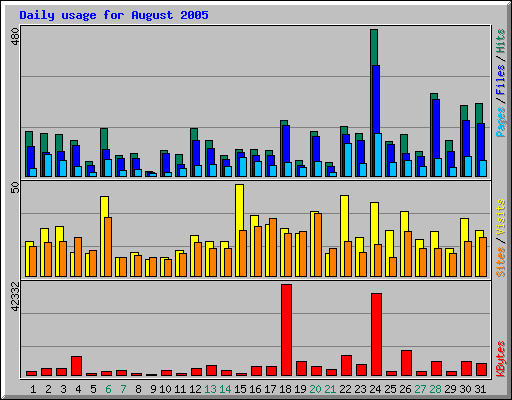 Daily usage for August 2005
480
Pages / Files / Hits
50
Sites / Visits
42332
KBytes
1 2 3 4 5 6 7 8 9 10 11 12 13 14 15 16 17 18 19 20 21 22 23 24 25 26 27 28 29 30 31